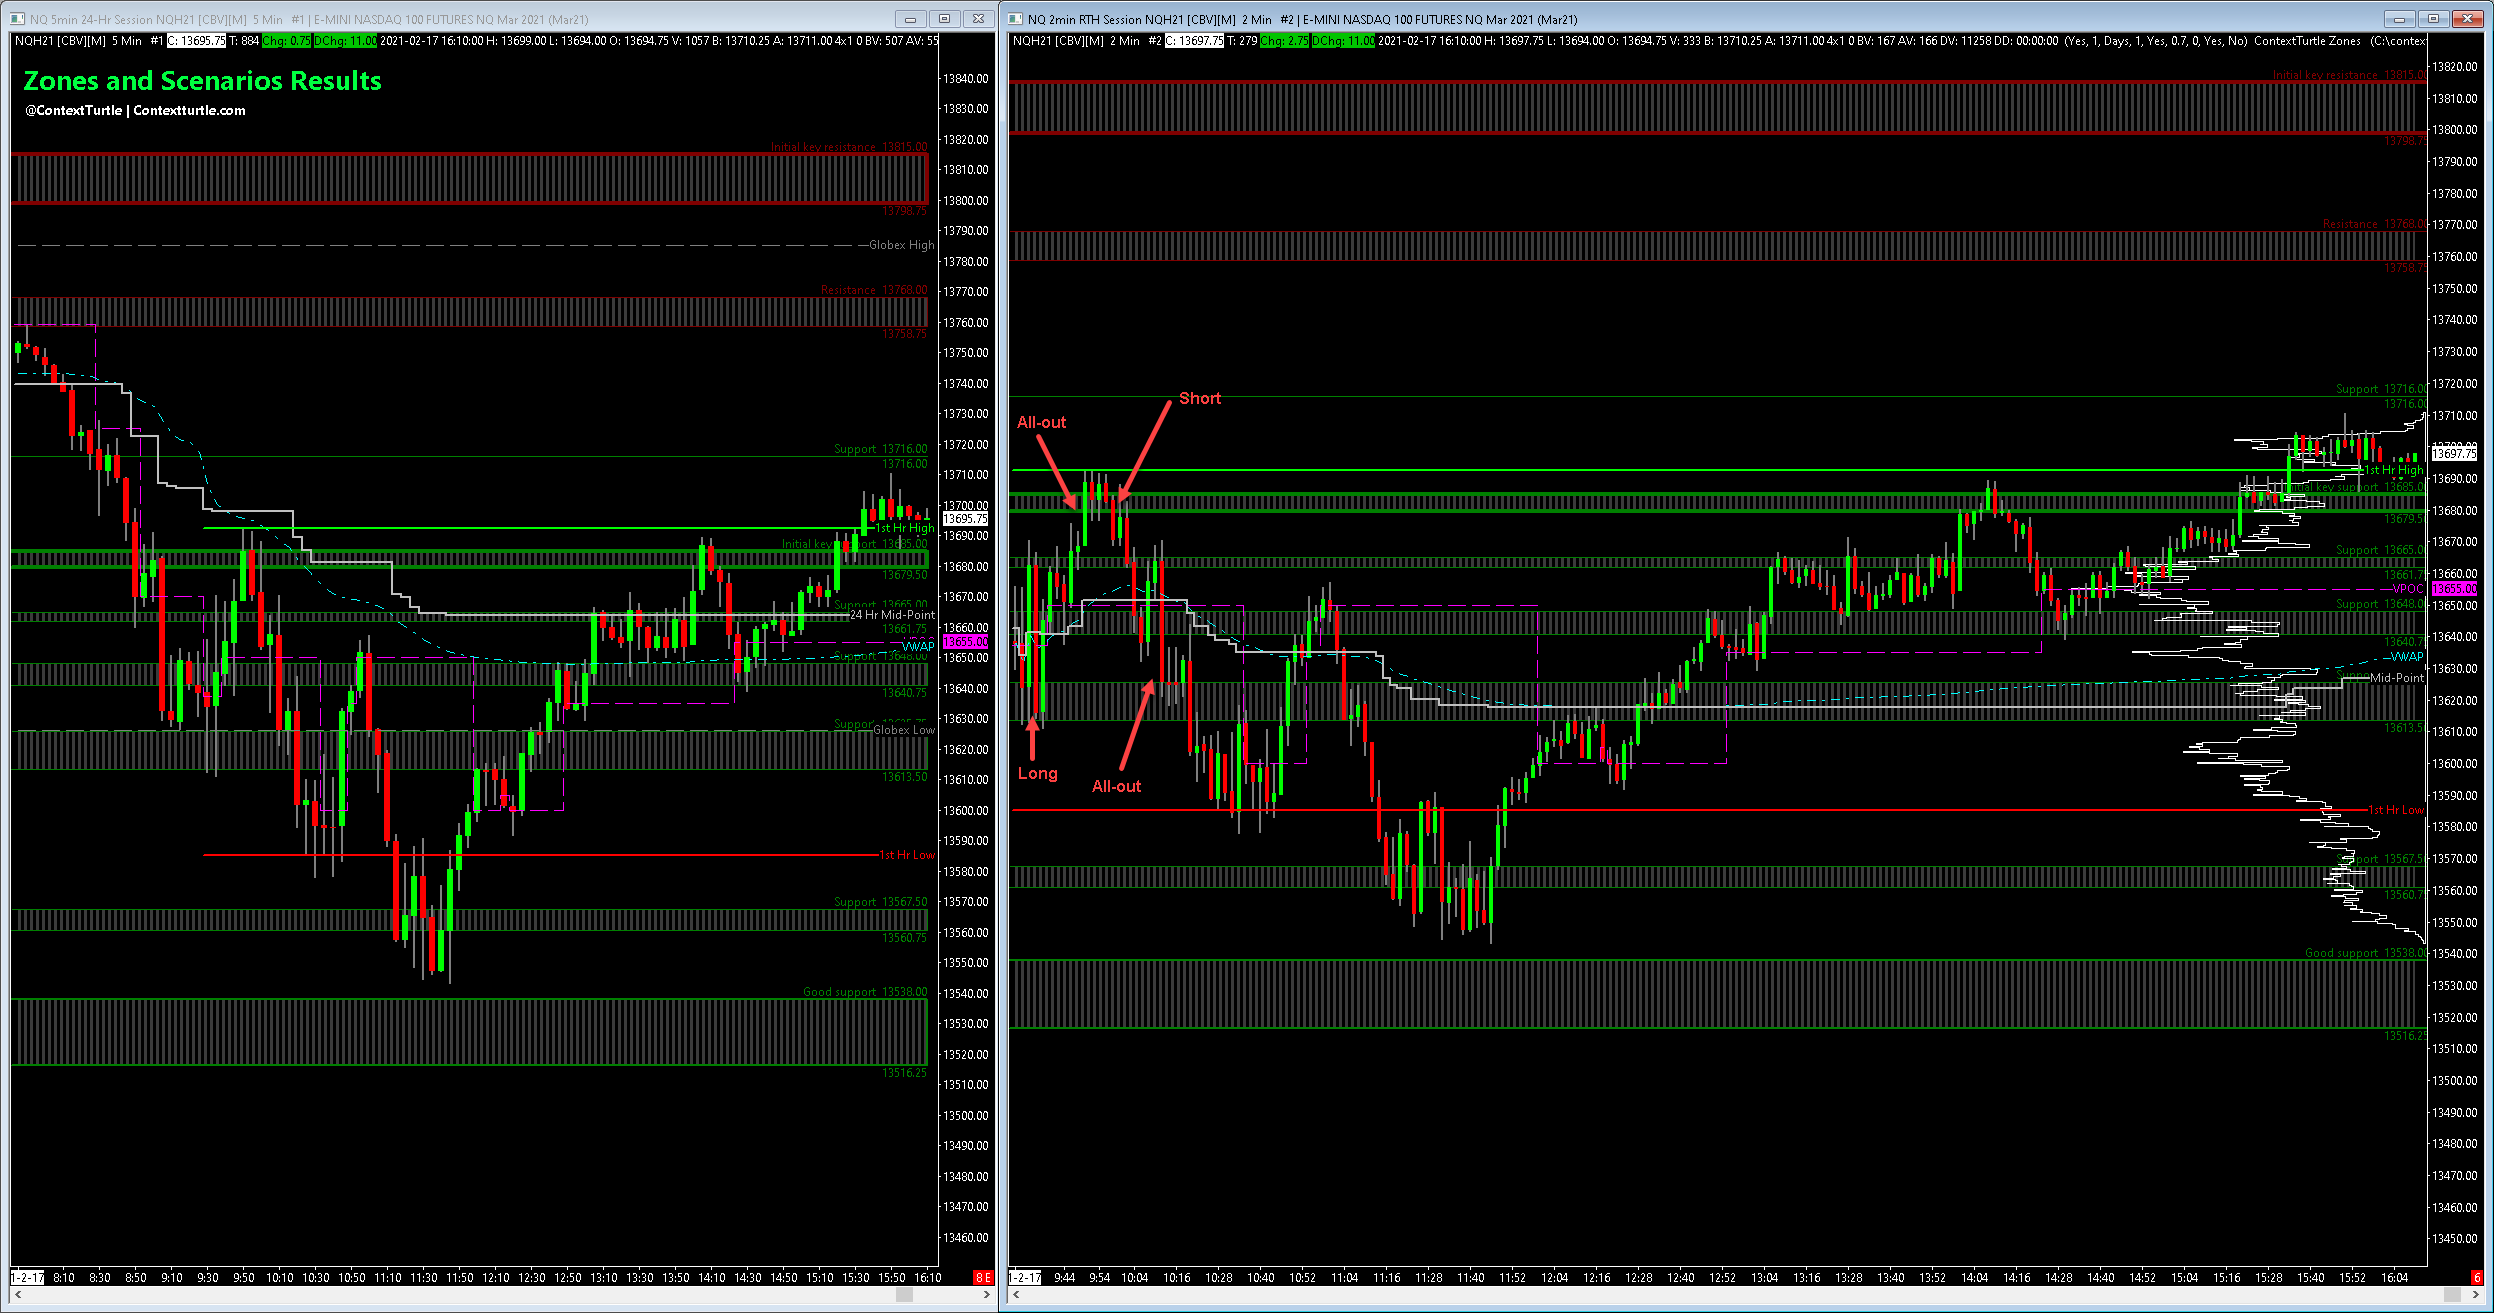 NQ 5min 24-Hr Session NQH21 [CBV][M] 5 Min #1 | E-MINI NASDAQ 100 FUTURES NQ Mar 2021 (Mar21)
NQH21 [CBV][M] 5 Min #1 C: 13695.75 T: 884 Chg: 0.75 DChg: 11.00 2021-02-17 16:10:00 H: 13699.00 L: 13694.00 O: 13694.75 V: 1057 B: 13710.25 A: 13711.00 4x1 0 BV: 507 AV: 55
Zones and Scenarios Results
@ContextTurtle | Contextturtle.com
Initial key resistance 13815.00
13798.75
Globex High
Resistance 13768.00
13758.75
Support 13716.00
13716.00
1st Hr High
Initial key support 13685.00
13679.50
Support 13665.00
24 Hr Mid-Point
13661.75
VWAP
Support 13648.00
13640.75
Globex Low
13613.50
1st Hr Low
Support 13567.50
13560.75
Good support 13538.00
13516.25
13840.00
13830.00
13820.00
13810.00
13800.00
13790.00
13780.00
13770.00
13760.00
13750.00
13740.00
13730.00
13720.00
13710.00
13700.00
13695.75
13690.00
13680.00
13670.00
13660.00
13655.00
13650.00
13640.00
13630.00
13620.00
13610.00
13600.00
13590.00
13580.00
13570.00
13560.00
13550.00
13540.00
13530.00
13520.00
13510.00
13500.00
13490.00
13480.00
13470.00
13460.00
1-2-17 8:10 8:30 8:50 9:10 9:30 9:50 10:10 10:30 10:50 11:10 11:30 11:50 12:10 12:30 12:50 13:10 13:30 13:50 14:10 14:30 14:50 15:10 15:30 15:50 16:10 8 E
NQ 2min RTH Session NQH21 [CBV][M] 2 Min #2 | E-MINI NASDAQ 100 FUTURES NQ Mar 2021 (Mar21)
NQH21 [CBV][M] 2 Min #2 C: 13697.75 T: 279 Chg: 2.75 DChg: 11.00 2021-02-17 16:10:00 H: 13697.75 L: 13694.00 O: 13694.75 V: 333 B: 13710.25 A: 13711.00 4x1 0 BV: 167 AV: 166 DV: 11258 DD: 00:00:00 (Yes, 1, Days, 1, Yes, 0.7, 0, Yes, No) ContextTurtle Zones (C:\contex
Initial key resistance 13815.00
13798.75
Resistance 13768.00
13758.75
Support 13716.00
13716.00
Short
All-out
1st Hr High
Initial key support 13685.00
13679.50
Support 13665.00
13661.75
VPOC
Support 13648.00
13640.75
VWAP
Mid-Point
13613.50
Long
All-out
1st Hr Low
Support 13567.50
13560.75
Good support 13538.00
13516.25
13820.00
13810.00
13800.00
13790.00
13780.00
13770.00
13760.00
13750.00
13740.00
13730.00
13720.00
13710.00
13700.00
13697.75
13690.00
13680.00
13670.00
13660.00
13655.00
13650.00
13640.00
13630.00
13620.00
13610.00
13600.00
13590.00
13580.00
13570.00
13560.00
13550.00
13540.00
13530.00
13520.00
13510.00
13500.00
13490.00
13480.00
13470.00
13460.00
13450.00
1-2-17 9:44 9:54 10:04 10:16 10:28 10:40 10:52 11:04 11:16 11:28 11:40 11:52 12:04 12:16 12:28 12:40 12:52 13:04 13:16 13:28 13:40 13:52 14:04 14:16 14:28 14:40 14:52 15:04 15:16 15:28 15:40 15:52 16:04 6